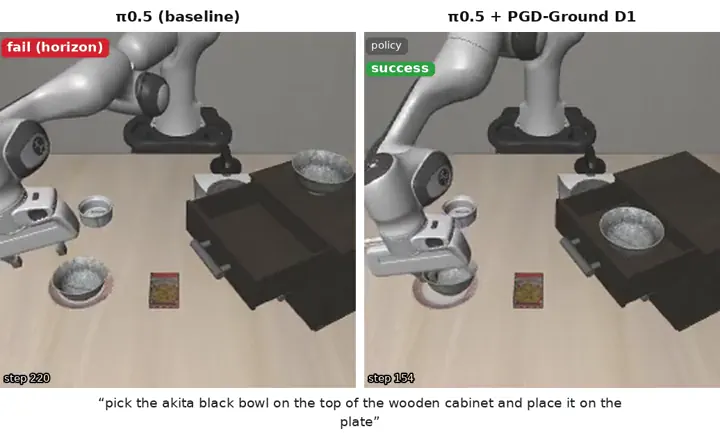 π0.5 (baseline)
π0.5 + PGD-Ground D1
fail (horizon)
policy
success
step 220
step 154
“pick the akita black bowl on the top of the wooden cabinet and place it on the
plate”